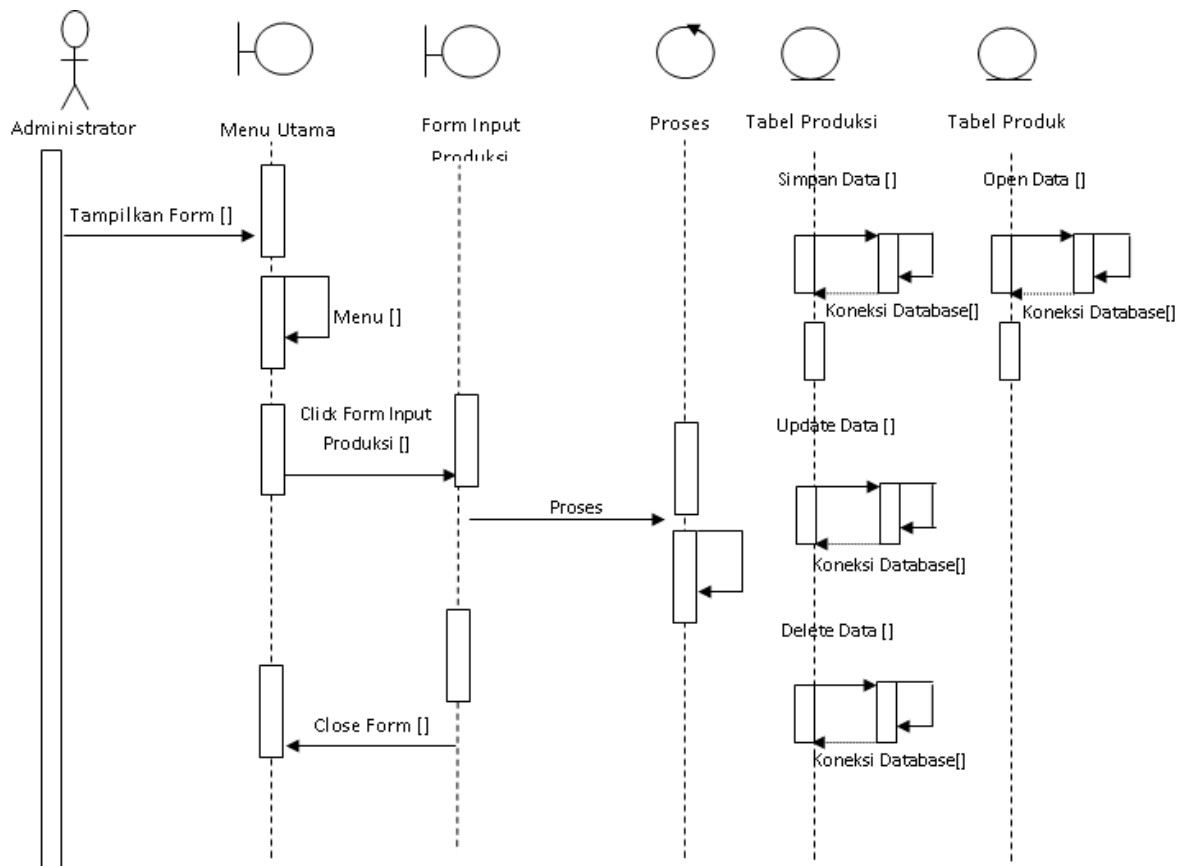 Administrator
Menu Utama
Form Input
Produksi
Proses
Tabel Produksi
Tabel Produk
Simpan Data []
Open Data []
Tampilkan Form []
Koneksi Database[]
Koneksi Database[]
Menu []
Click Form Input
Produksi []
Update Data []
Proses
Koneksi Database[]
Delete Data []
Close Form []
Koneksi Database[]